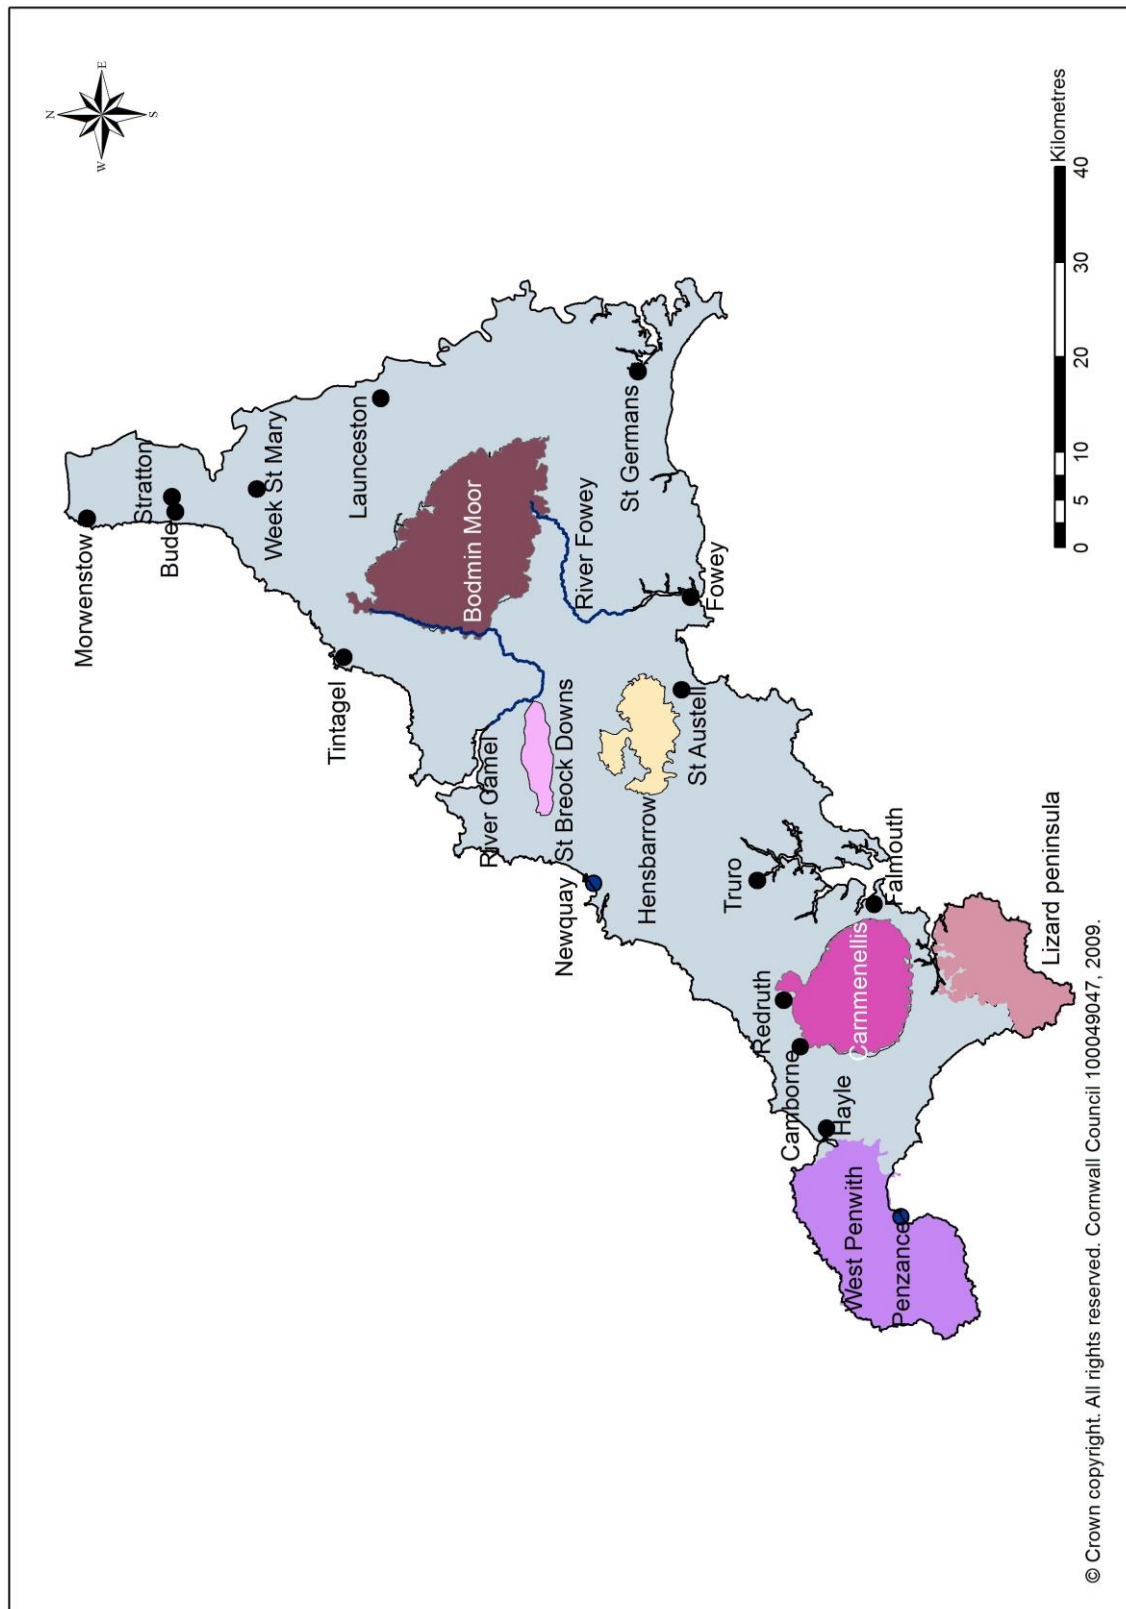 N
W
E
S
Morwenstow
Stratton
Bude
Week St Mary
Launceston
Tintagel
Bodmin Moor
River Camel
River Fowey
St Germans
St Breock Downs
Fowey
Newquay
Hensbarrow
St Austell
Truro
Redruth
Falmouth
Camborne
Carnmenellis
Hayle
West Penwith
Penzance
Lizard peninsula
Kilometres
0 5 10 20 30 40
© Crown copyright. All rights reserved. Cornwall Council 100049047, 2009.